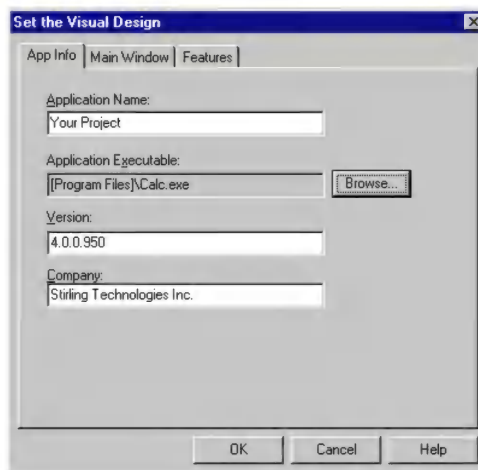 Set the Visual Design
App Info Main Window Features
Application Name:
Your Project
Application Executable:
[Program Files]\Calc.exe Browse...
Version:
4.0.0.950
Company:
Stirling Technologies Inc.
OK Cancel Help